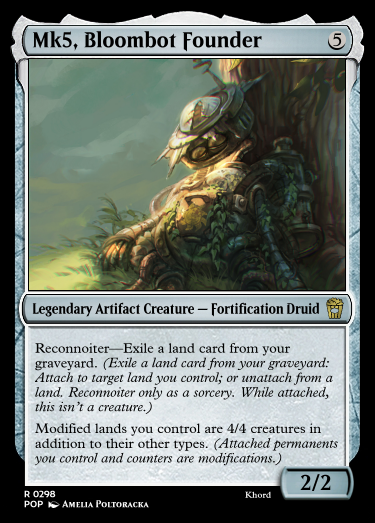 Mk5, Bloombot Founder 5
Legendary Artifact Creature — Fortification Druid
Reconnoiter—Exile a land card from your
graveyard. (Exile a land card from your graveyard:
Attach to target land you control; or unattach from a
land. Reconnoiter only as a sorcery. While attached,
this isn't a creature.)
Modified lands you control are 4/4 creatures in
addition to their other types. (Attached permanents
you control and counters are modifications.)
2/2
R 0298
POP Amelia Poltoracka
Khord